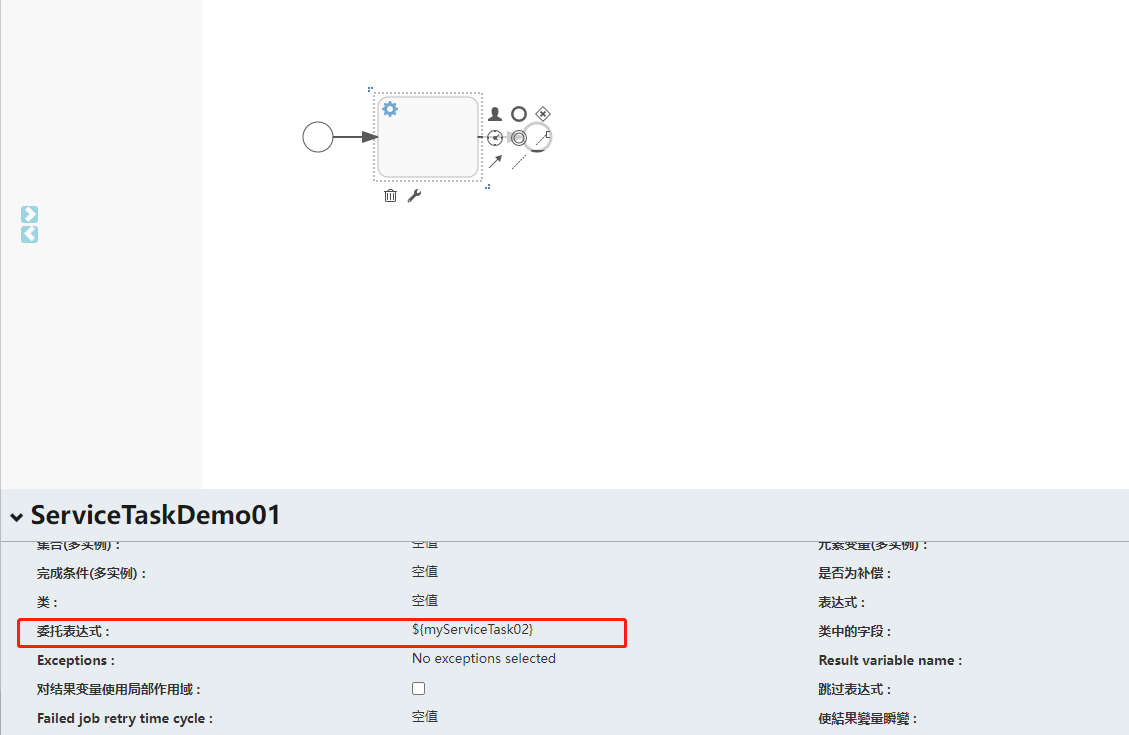 ServiceTaskDemo01
集合(多实例) : 空值 元素变量(多实例) :
完成条件(多实例) : 空值 是否为补偿 :
类 : 空值 表达式 :
委托表达式 : ${myServiceTask02} 类中的字段 :
Exceptions : No exceptions selected Result variable name :
对结果变量使用局部作用域 : 跳过表达式 :
Failed job retry time cycle : 空值 使結果變量瞬變 :